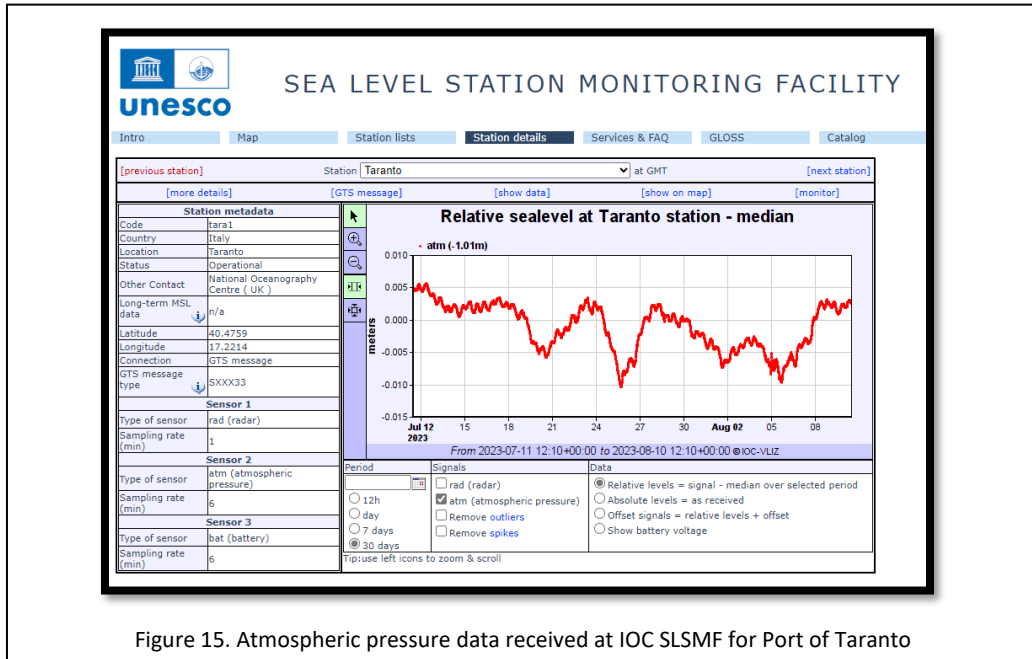 unesco
SEA LEVEL STATION MONITORING FACILITY
Intro Map Station lists Station details Services & FAQ GLOSS Catalog
[previous station] Station Taranto at GMT [next station]
[more details] [GTS message] [show data] [show on map] [monitor]
Station metadata
Code tara1
Country Italy
Location Taranto
Status Operational
Other Contact National Oceanography
Centre ( UK )
Long-term MSL
data n/a
Latitude 40.4759
Longitude 17.2214
Connection GTS message
GTS message
type SXXX33
Sensor 1
Type of sensor rad (radar)
Sampling rate
(min) 1
Sensor 2
Type of sensor atm (atmospheric
pressure)
Sampling rate
(min) 6
Sensor 3
Type of sensor bat (battery)
Sampling rate
(min) 6
Relative sealevel at Taranto station - median
atm (-1.01m)
0.010
0.005
0.000
-0.005
-0.010
-0.015
meters
Jul 12 15 18 21 24 27 30 Aug 02 05 08
2023
From 2023-07-11 12:10+00:00 to 2023-08-10 12:10+00:00 ©IOC-VLIZ
Period Signals Data
12h
day
7 days
30 days
rad (radar)
atm (atmospheric pressure)
Remove outliers
Remove spikes
Relative levels = signal - median over selected period
Absolute levels = as received
Offset signals = relative levels + offset
Show battery voltage
Tip:use left icons to zoom & scroll
Figure 15. Atmospheric pressure data received at IOC SLSMF for Port of Taranto